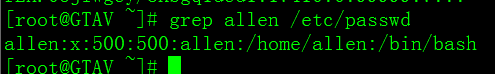 [root@GTAV ~]# grep allen /etc/passwd
allen:x:500:500:allen:/home/allen:/bin/bash
[root@GTAV ~]#